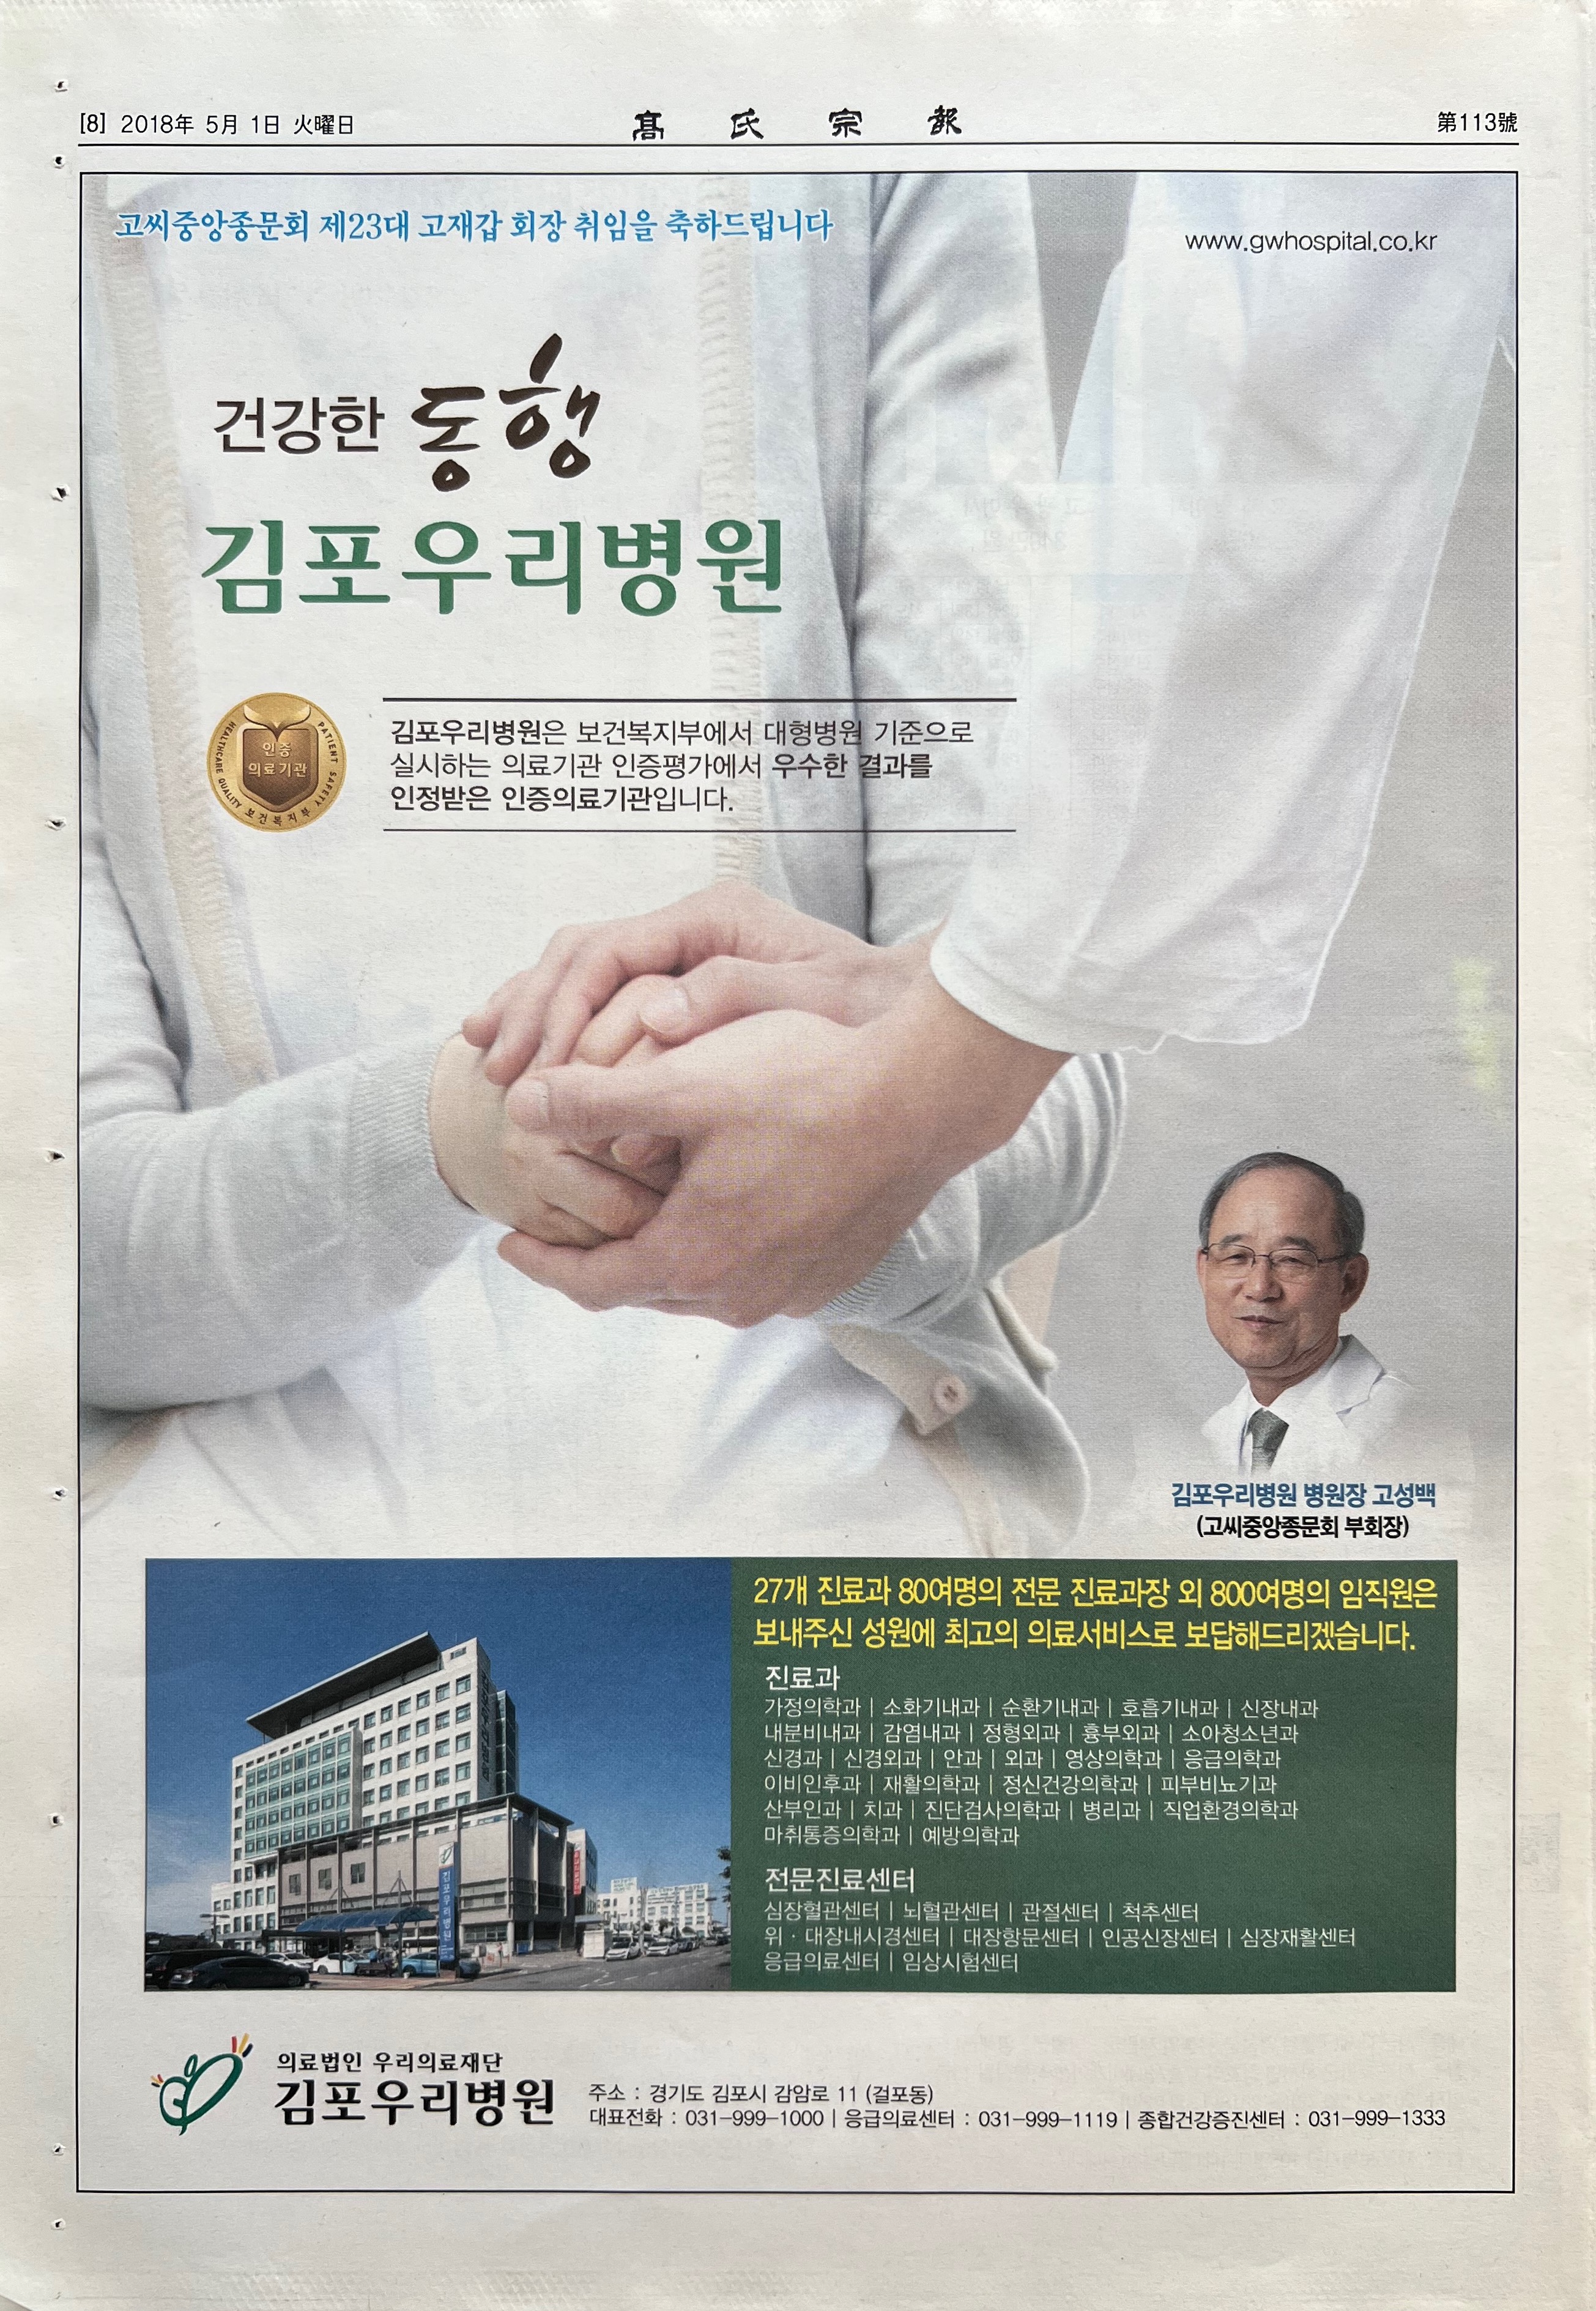 [8] 2018年 5月 1日 火曜日
髙氏宗報
第113號
고씨중앙종문회 제23대 고재갑 회장 취임을 축하드립니다
www.gwhospital.co.kr
건강한 동행
김포우리병원
인증
의료기관
HEALTHCARE QUALITY 보건복지부 PATIENT SAFETY
김포우리병원은 보건복지부에서 대형병원 기준으로
실시하는 의료기관 인증평가에서 우수한 결과를
인정받은 인증의료기관입니다.
김포우리병원 병원장 고성백
(고씨중앙종문회 부회장)
27개 진료과 80여명의 전문 진료과장 외 800여명의 임직원은
보내주신 성원에 최고의 의료서비스로 보답해드리겠습니다.
진료과
가정의학과 | 소화기내과 | 순환기내과 | 호흡기내과 | 신장내과
내분비내과 | 감염내과 | 정형외과 | 흉부외과 | 소아청소년과
신경과 | 신경외과 | 안과 | 외과 | 영상의학과 | 응급의학과
이비인후과 | 재활의학과 | 정신건강의학과 | 피부비뇨기과
산부인과 | 치과 | 진단검사의학과 | 병리과 | 직업환경의학과
마취통증의학과 | 예방의학과
전문진료센터
심장혈관센터 | 뇌혈관센터 | 관절센터 | 척추센터
위 · 대장내시경센터 | 대장항문센터 | 인공신장센터 | 심장재활센터
응급의료센터 | 임상시험센터
김포우리병원
의료법인 우리의료재단
김포우리병원
주소 : 경기도 김포시 감암로 11 (걸포동)
대표전화 : 031-999-1000 | 응급의료센터 : 031-999-1119 | 종합건강증진센터 : 031-999-1333